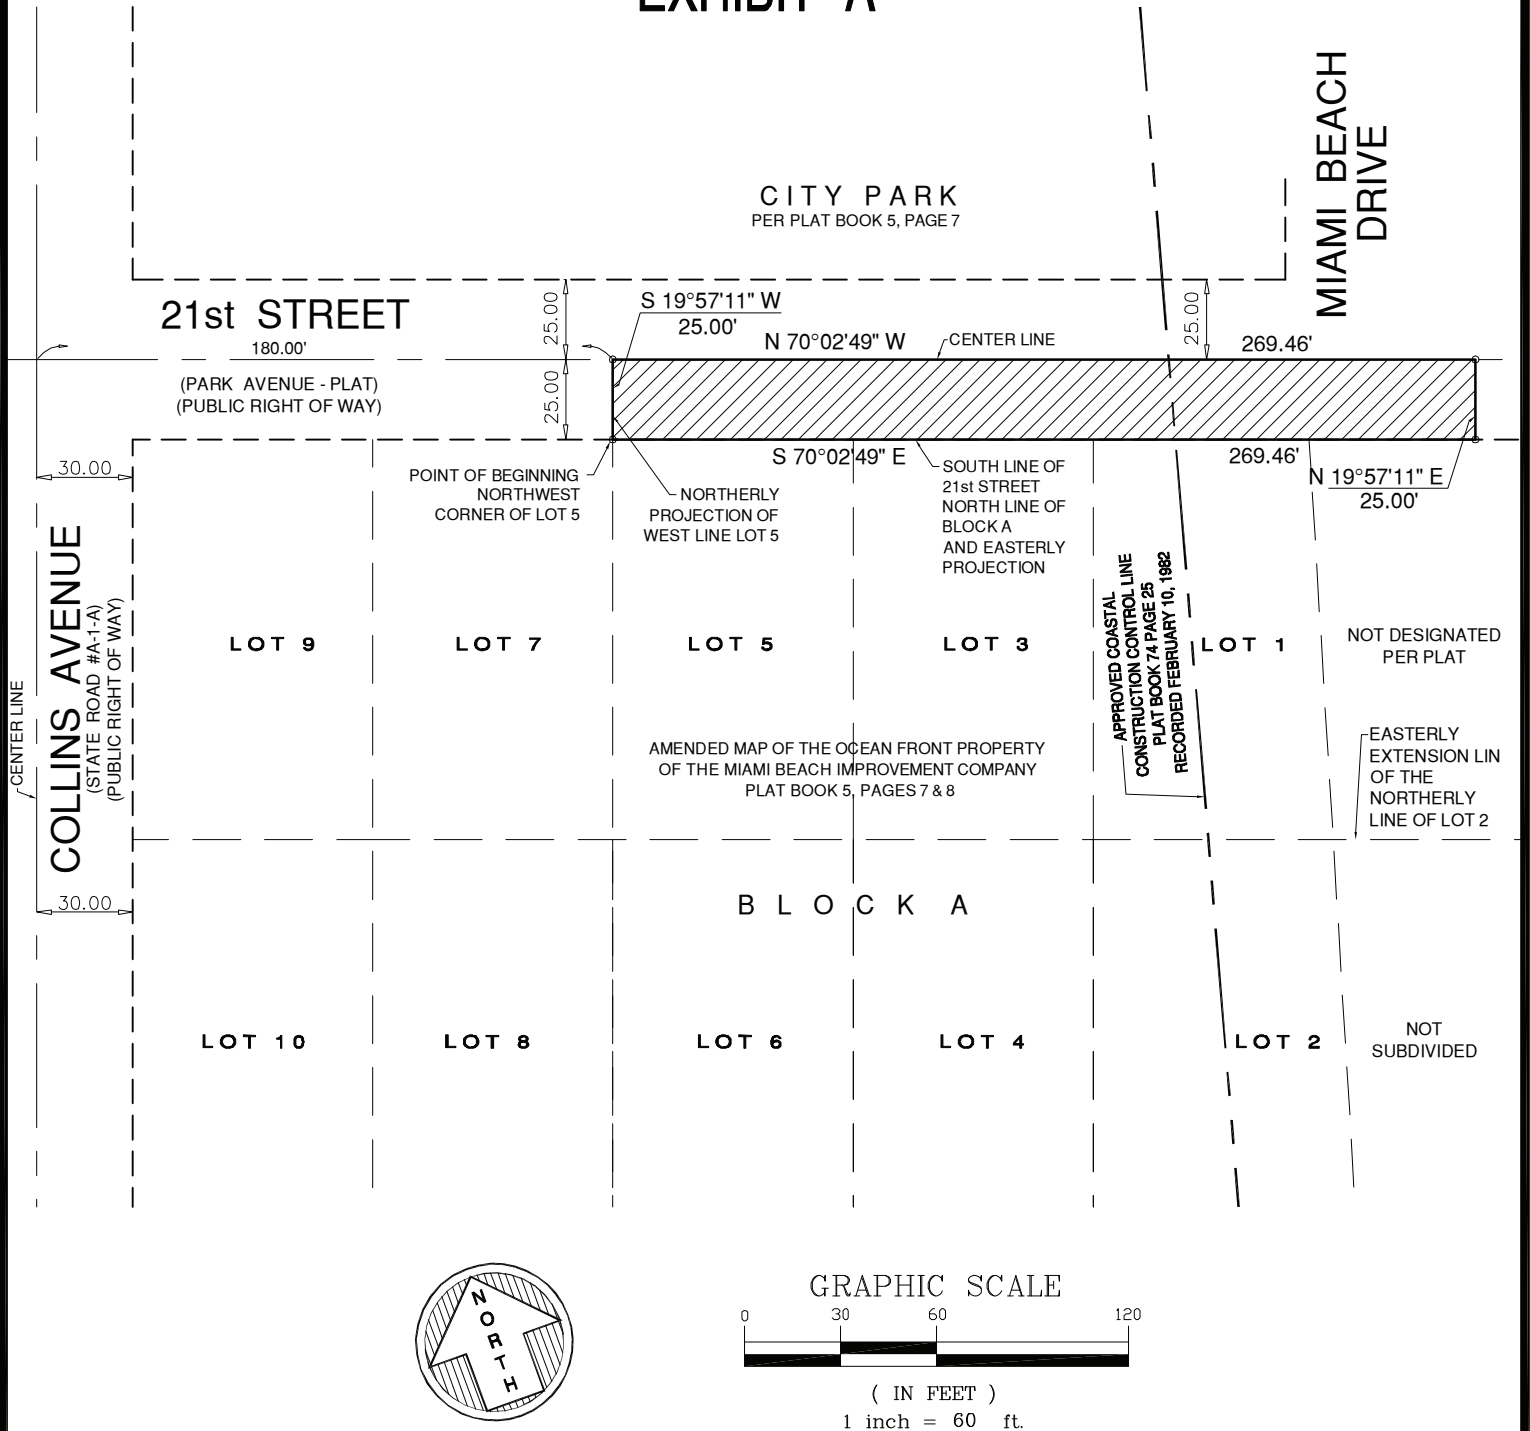 EXHIBIT "A"
MIAMI BEACH
DRIVE
CITY PARK
PER PLAT BOOK 5, PAGE 7
21st STREET
180.00'
(PARK AVENUE - PLAT)
(PUBLIC RIGHT OF WAY)
25.00
25.00
S 19°57'11" W
25.00'
N 70°02'49" W
CENTER LINE
25.00
269.46'
S 70°02'49" E
269.46'
N 19°57'11" E
25.00'
30.00
POINT OF BEGINNING
NORTHWEST
CORNER OF LOT 5
NORTHERLY
PROJECTION OF
WEST LINE LOT 5
SOUTH LINE OF
21st STREET
NORTH LINE OF
BLOCK A
AND EASTERLY
PROJECTION
CENTER LINE
COLLINS AVENUE
(STATE ROAD #A-1-A)
(PUBLIC RIGHT OF WAY)
LOT 9
LOT 7
LOT 5
LOT 3
APPROVED COASTAL
CONSTRUCTION CONTROL LINE
PLAT BOOK 74 PAGE 25
RECORDED FEBRUARY 10, 1982
LOT 1
NOT DESIGNATED
PER PLAT
AMENDED MAP OF THE OCEAN FRONT PROPERTY
OF THE MIAMI BEACH IMPROVEMENT COMPANY
PLAT BOOK 5, PAGES 7 & 8
EASTERLY
EXTENSION LIN
OF THE
NORTHERLY
LINE OF LOT 2
30.00
BLOCK A
LOT 10
LOT 8
LOT 6
LOT 4
LOT 2
NOT
SUBDIVIDED
NORTH
GRAPHIC SCALE
0 30 60 120
( IN FEET )
1 inch = 60 ft.